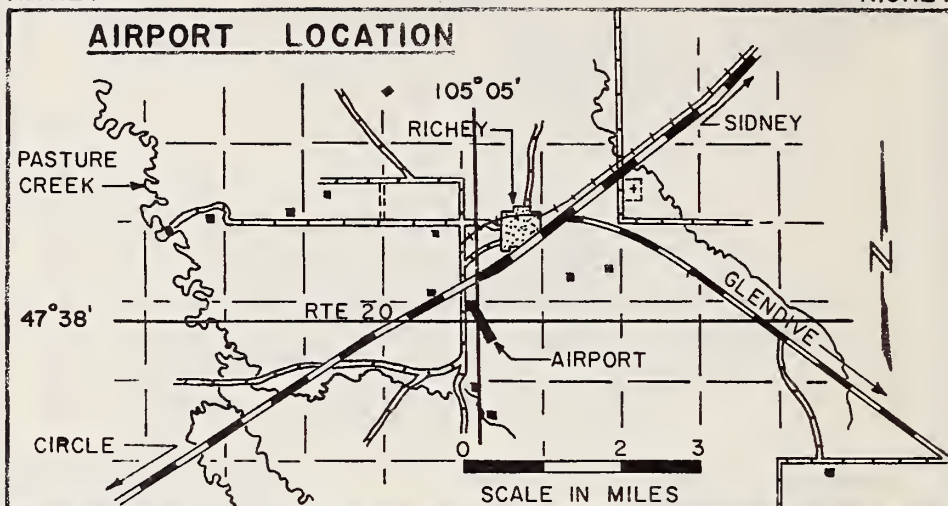 AIRPORT LOCATION
105°05'
RICHEY
SIDNEY
PASTURE
CREEK
N
GLENDIVE
47°38'
RTE 20
AIRPORT
CIRCLE
0 1 2 3
SCALE IN MILES